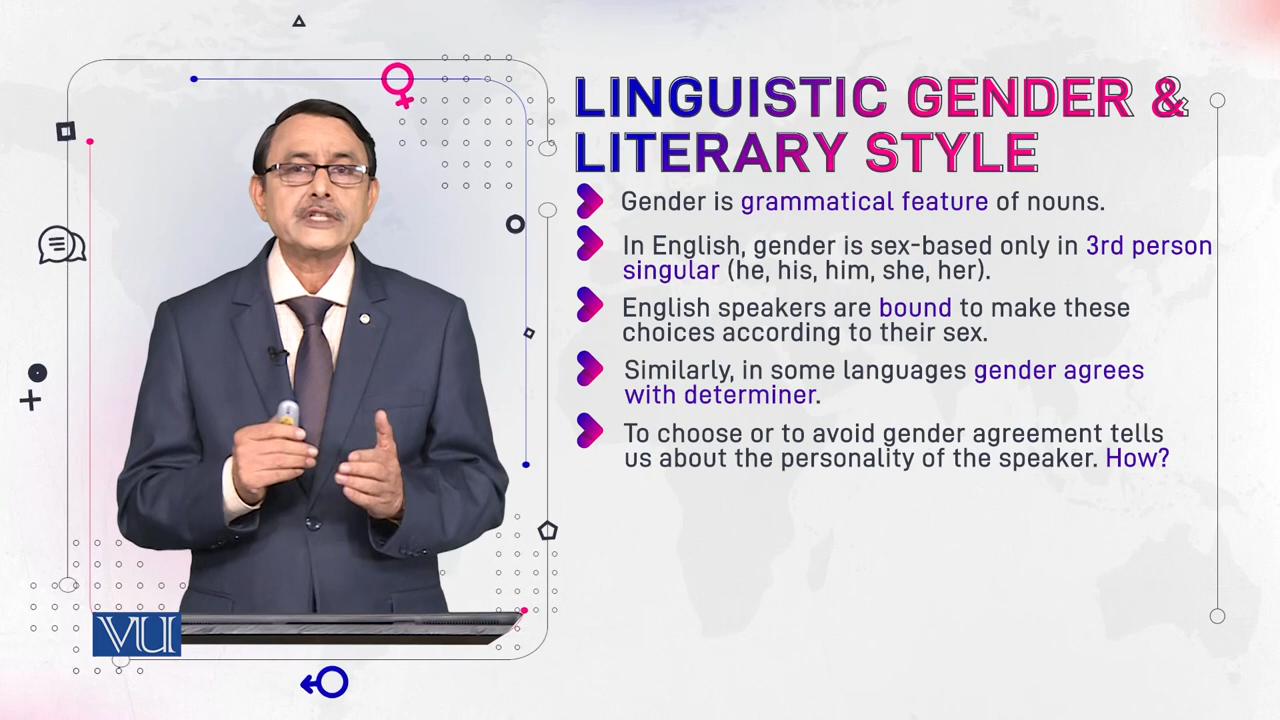 LINGUISTIC GENDER &
LITERARY STYLE
Gender is grammatical feature of nouns.
In English, gender is sex-based only in 3rd person
singular (he, his, him, she, her).
English speakers are bound to make these
choices according to their sex.
Similarly, in some languages gender agrees
with determiner.
To choose or to avoid gender agreement tells
us about the personality of the speaker. How?
VU